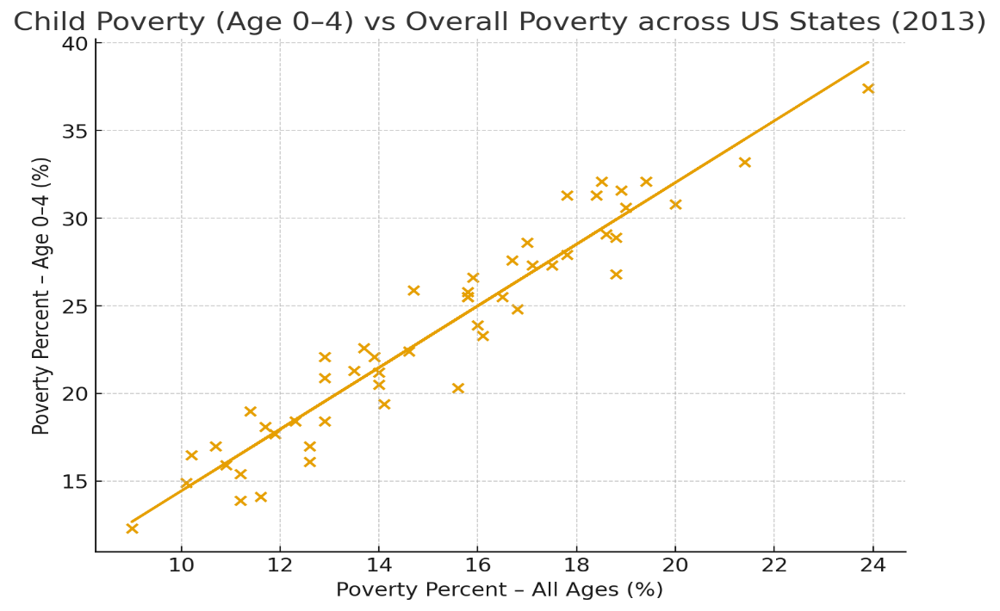 Child Poverty (Age 0–4) vs Overall Poverty across US States (2013)
40
35
30
25
20
15
Poverty Percent – Age 0–4 (%)
10 12 14 16 18 20 22 24
Poverty Percent – All Ages (%)